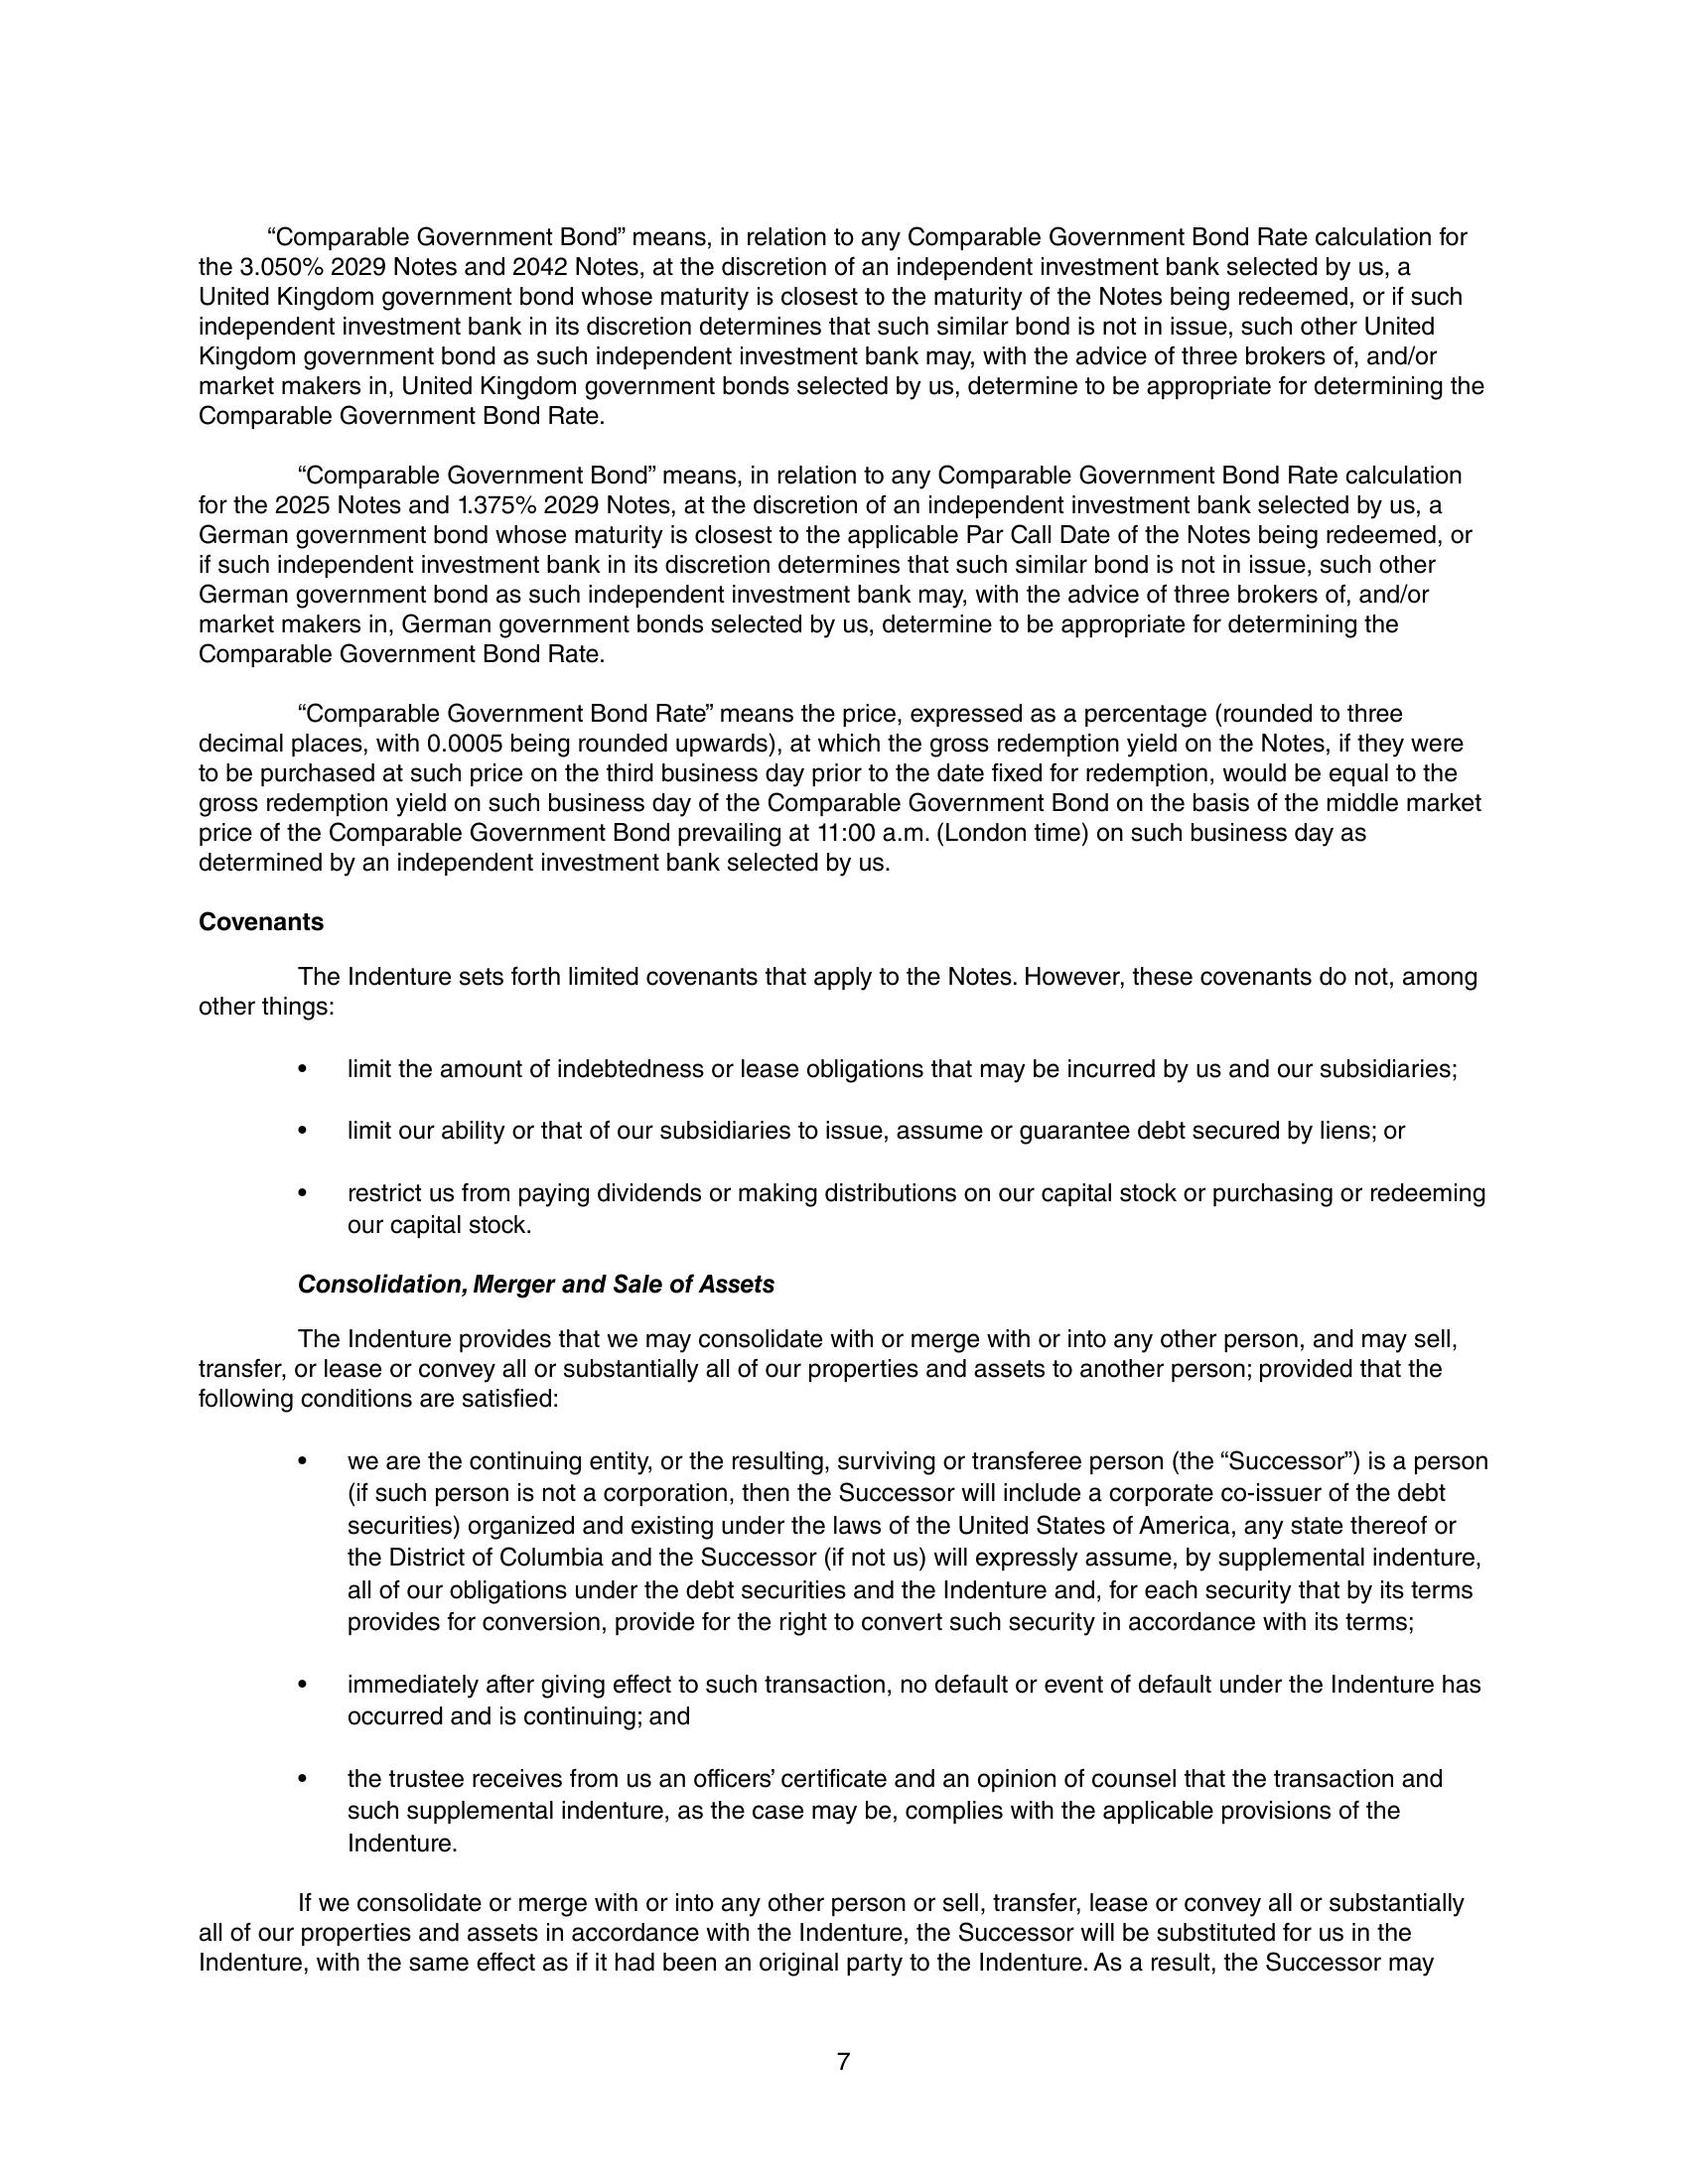 “Comparable Government Bond” means, in relation to any Comparable Government Bond Rate calculation for
the 3.050% 2029 Notes and 2042 Notes, at the discretion of an independent investment bank selected by us, a
United Kingdom government bond whose maturity is closest to the maturity of the Notes being redeemed, or if such
independent investment bank in its discretion determines that such similar bond is not in issue, such other United
Kingdom government bond as such independent investment bank may, with the advice of three brokers of, and/or
market makers in, United Kingdom government bonds selected by us, determine to be appropriate for determining the
Comparable Government Bond Rate.
“Comparable Government Bond” means, in relation to any Comparable Government Bond Rate calculation
for the 2025 Notes and 1.375% 2029 Notes, at the discretion of an independent investment bank selected by us, a
German government bond whose maturity is closest to the applicable Par Call Date of the Notes being redeemed, or
if such independent investment bank in its discretion determines that such similar bond is not in issue, such other
German government bond as such independent investment bank may, with the advice of three brokers of, and/or
market makers in, German government bonds selected by us, determine to be appropriate for determining the
Comparable Government Bond Rate.
“Comparable Government Bond Rate” means the price, expressed as a percentage (rounded to three
decimal places, with 0.0005 being rounded upwards), at which the gross redemption yield on the Notes, if they were
to be purchased at such price on the third business day prior to the date fixed for redemption, would be equal to the
gross redemption yield on such business day of the Comparable Government Bond on the basis of the middle market
price of the Comparable Government Bond prevailing at 11:00 a.m. (London time) on such business day as
determined by an independent investment bank selected by us.
Covenants
The Indenture sets forth limited covenants that apply to the Notes. However, these covenants do not, among
other things:
• limit the amount of indebtedness or lease obligations that may be incurred by us and our subsidiaries;
• limit our ability or that of our subsidiaries to issue, assume or guarantee debt secured by liens; or
• restrict us from paying dividends or making distributions on our capital stock or purchasing or redeeming
our capital stock.
Consolidation, Merger and Sale of Assets
The Indenture provides that we may consolidate with or merge with or into any other person, and may sell,
transfer, or lease or convey all or substantially all of our properties and assets to another person; provided that the
following conditions are satisfied:
• we are the continuing entity, or the resulting, surviving or transferee person (the “Successor”) is a person
(if such person is not a corporation, then the Successor will include a corporate co-issuer of the debt
securities) organized and existing under the laws of the United States of America, any state thereof or
the District of Columbia and the Successor (if not us) will expressly assume, by supplemental indenture,
all of our obligations under the debt securities and the Indenture and, for each security that by its terms
provides for conversion, provide for the right to convert such security in accordance with its terms;
• immediately after giving effect to such transaction, no default or event of default under the Indenture has
occurred and is continuing; and
• the trustee receives from us an officers’ certificate and an opinion of counsel that the transaction and
such supplemental indenture, as the case may be, complies with the applicable provisions of the
Indenture.
If we consolidate or merge with or into any other person or sell, transfer, lease or convey all or substantially
all of our properties and assets in accordance with the Indenture, the Successor will be substituted for us in the
Indenture, with the same effect as if it had been an original party to the Indenture. As a result, the Successor may
7